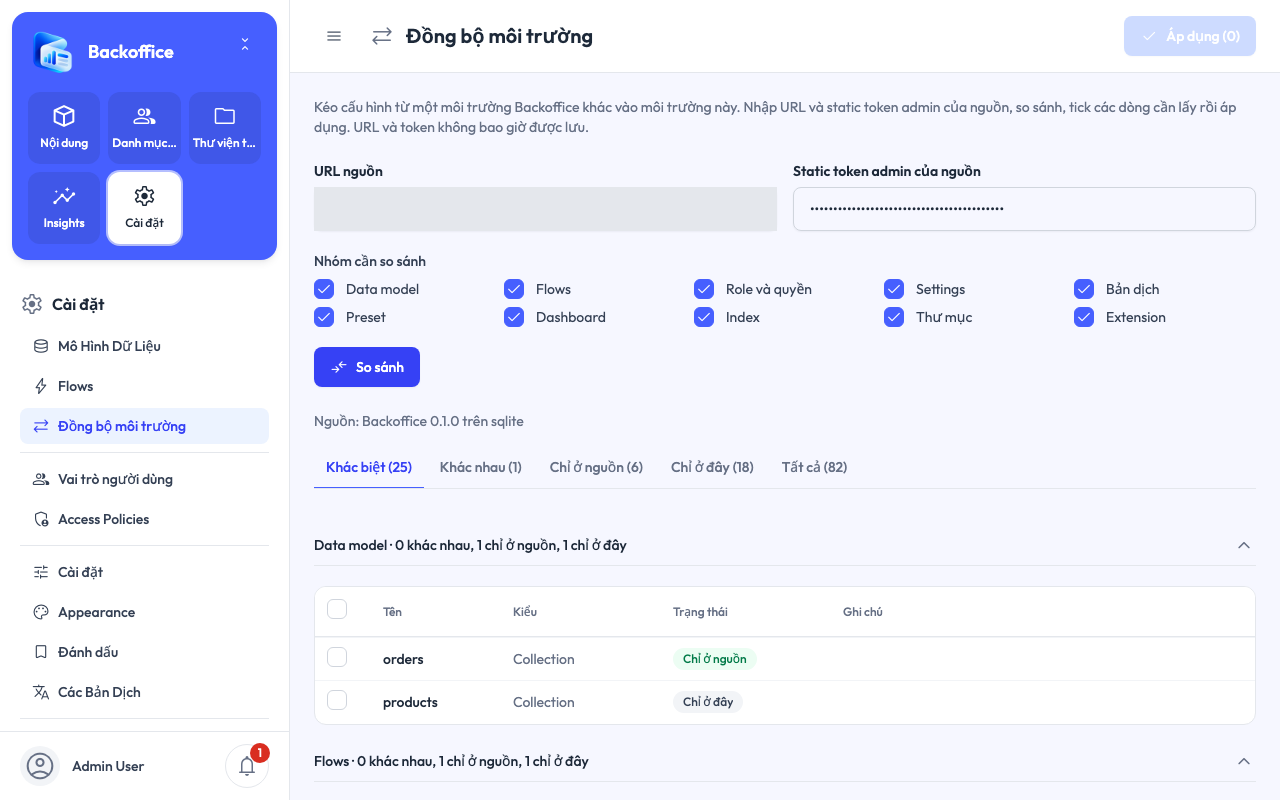 Backoffice
Nội dung
Danh mục...
Thư viện t...
Insights
Cài đặt
Cài đặt
Mô Hình Dữ Liệu
Flows
Đồng bộ môi trường
Vai trò người dùng
Access Policies
Cài đặt
Appearance
Đánh dấu
Các Bản Dịch
Admin User
1
Đồng bộ môi trường
Áp dụng (0)
Kéo cấu hình từ một môi trường Backoffice khác vào môi trường này. Nhập URL và static token admin của nguồn, so sánh, tick các dòng cần lấy rồi áp
dụng. URL và token không bao giờ được lưu.
URL nguồn
Static token admin của nguồn
Nhóm cần so sánh
Data model
Flows
Role và quyền
Settings
Bản dịch
Preset
Dashboard
Index
Thư mục
Extension
So sánh
Nguồn: Backoffice 0.1.0 trên sqlite
Khác biệt (25)
Khác nhau (1)
Chỉ ở nguồn (6)
Chỉ ở đây (18)
Tất cả (82)
Data model · 0 khác nhau, 1 chỉ ở nguồn, 1 chỉ ở đây
Tên
Kiểu
Trạng thái
Ghi chú
orders
Collection
Chỉ ở nguồn
products
Collection
Chỉ ở đây
Flows · 0 khác nhau, 1 chỉ ở nguồn, 1 chỉ ở đây